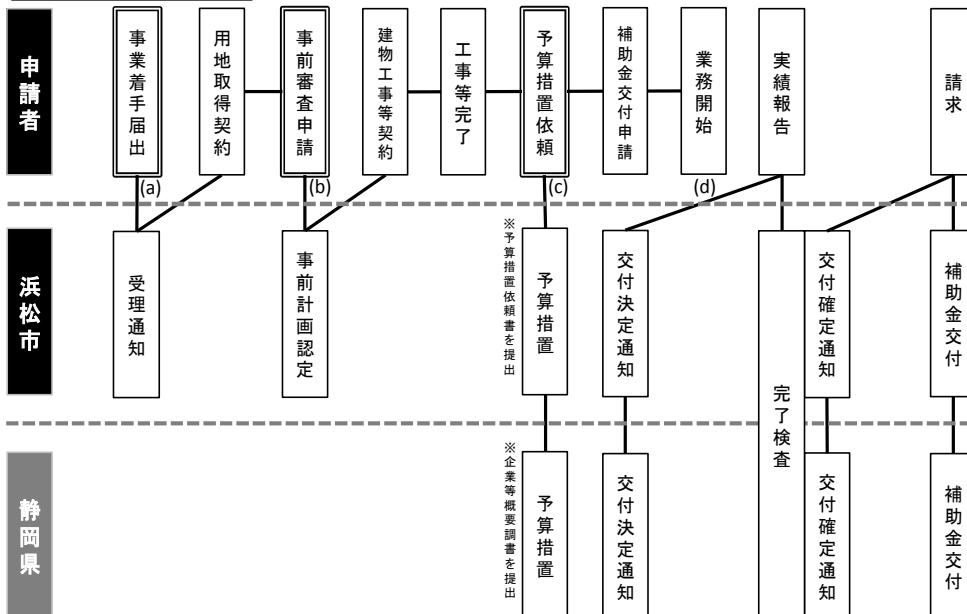 申請者
事業着手届出
用地取得契約
事前審査申請
建物工事等契約
工事等完了
予算措置依頼
補助金交付申請
業務開始
実績報告
請求
(a)
(b)
(c)
(d)
浜松市
受理通知
事前計画認定
※予算措置依頼書を提出
予算措置
交付決定通知
完了検査
交付確定通知
補助金交付
静岡県
※企業等概要調書を提出
予算措置
交付決定通知
交付確定通知
補助金交付